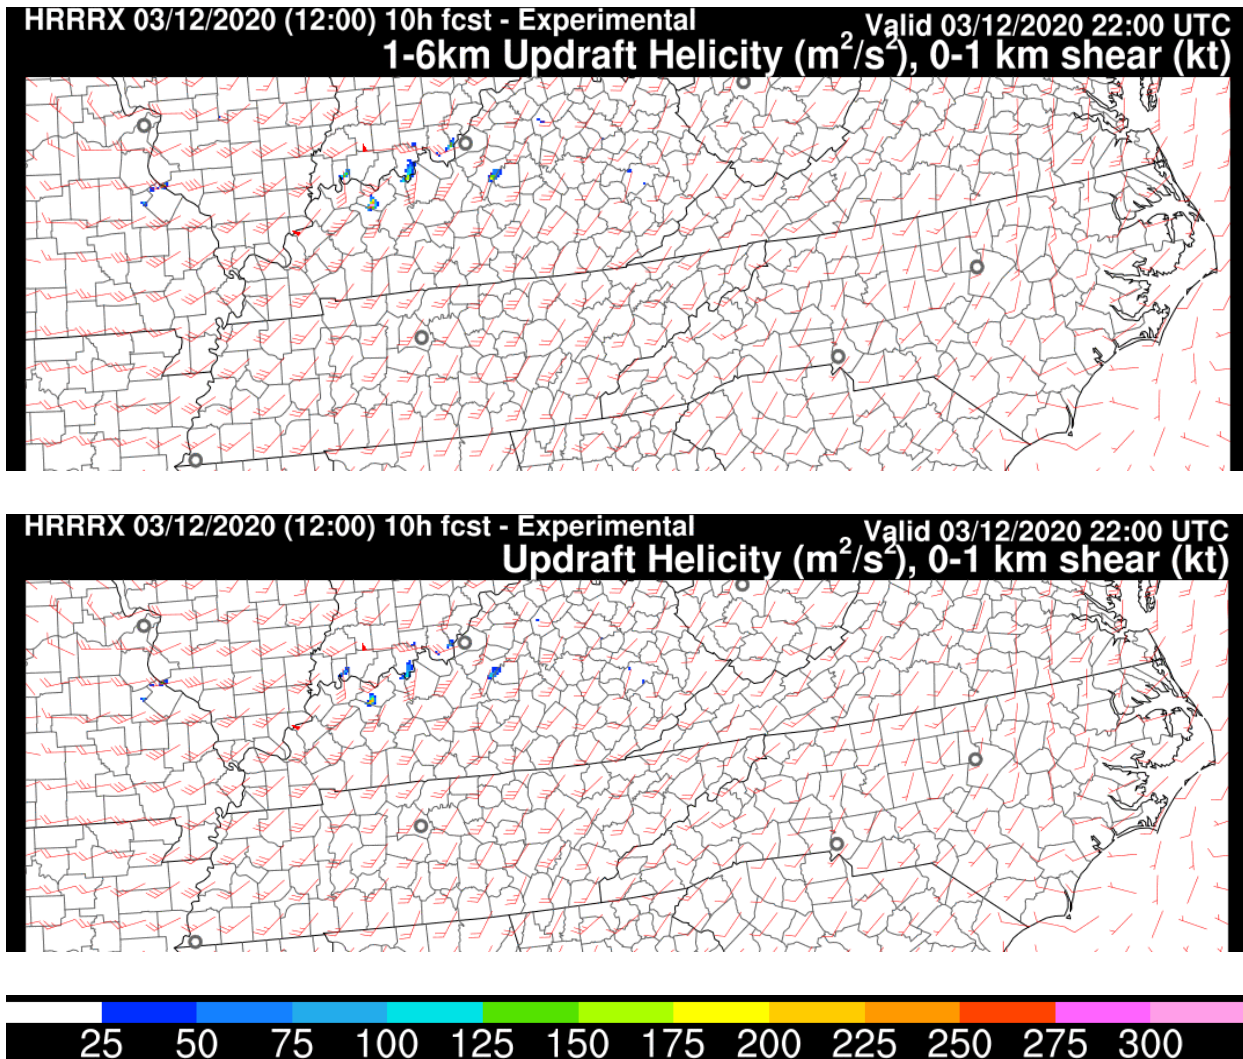 HRRRX 03/12/2020 (12:00) 10h fcst - Experimental Valid 03/12/2020 22:00 UTC
1-6km Updraft Helicity (m²/s²), 0-1 km shear (kt)
HRRRX 03/12/2020 (12:00) 10h fcst - Experimental Valid 03/12/2020 22:00 UTC
Updraft Helicity (m²/s²), 0-1 km shear (kt)
25 50 75 100 125 150 175 200 225 250 275 300